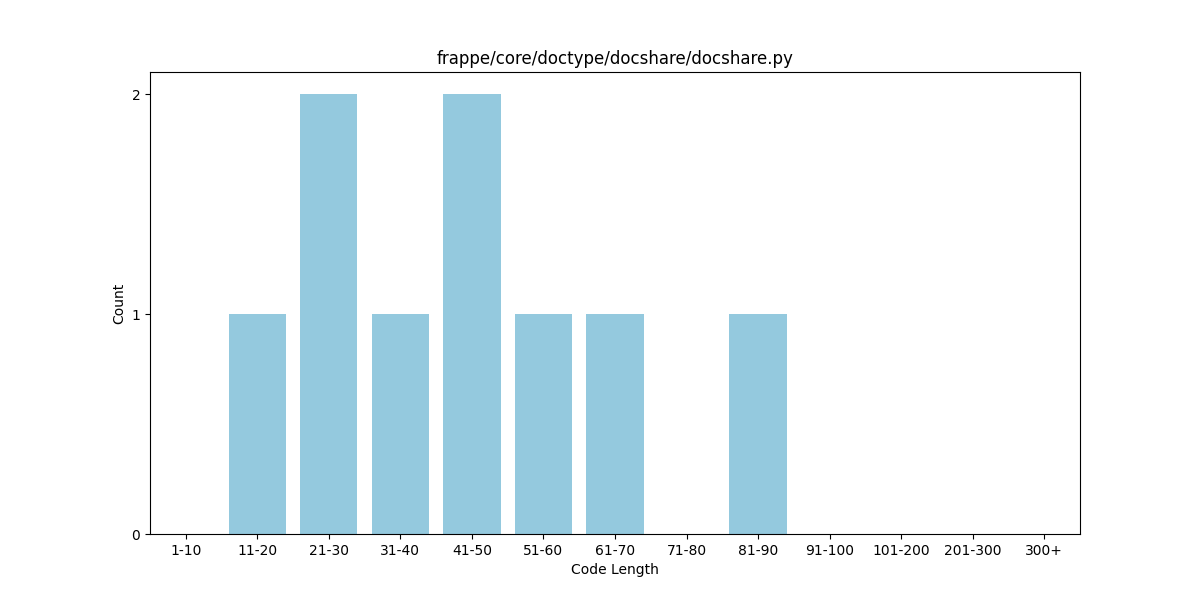 frappe/core/doctype/docshare/docshare.py
2
1
0
Count
1-10 11-20 21-30 31-40 41-50 51-60 61-70 71-80 81-90 91-100 101-200 201-300 300+
Code Length